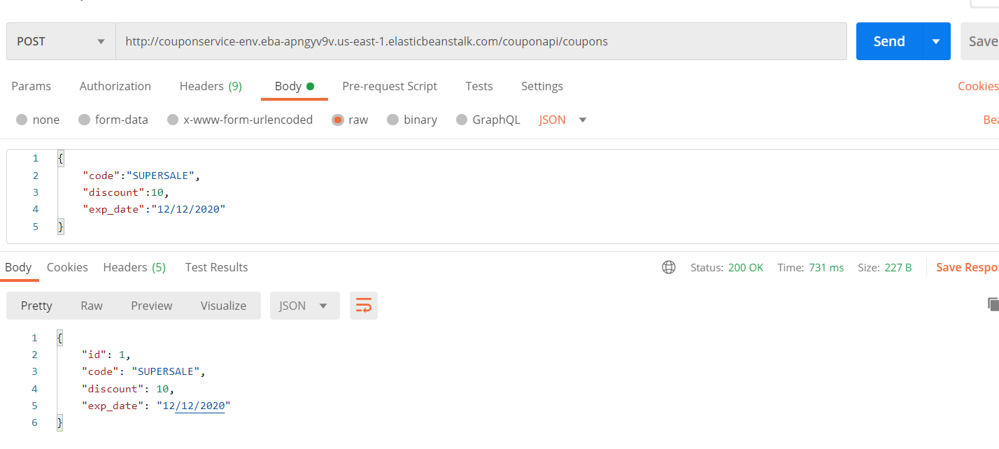 POST http://couponservice-env.eba-apngyv9v.us-east-1.elasticbeanstalk.com/couponapi/coupons Send Save
Params Authorization Headers (9) Body Pre-request Script Tests Settings Cookies
none form-data x-www-form-urlencoded raw binary GraphQL JSON Bea
1 {
2 "code":"SUPERSALE",
3 "discount":10,
4 "exp_date":"12/12/2020"
5 }
Body Cookies Headers (5) Test Results Status: 200 OK Time: 731 ms Size: 227 B Save Respo
Pretty Raw Preview Visualize JSON
1 {
2 "id": 1,
3 "code": "SUPERSALE",
4 "discount": 10,
5 "exp_date": "12/12/2020"
6 }